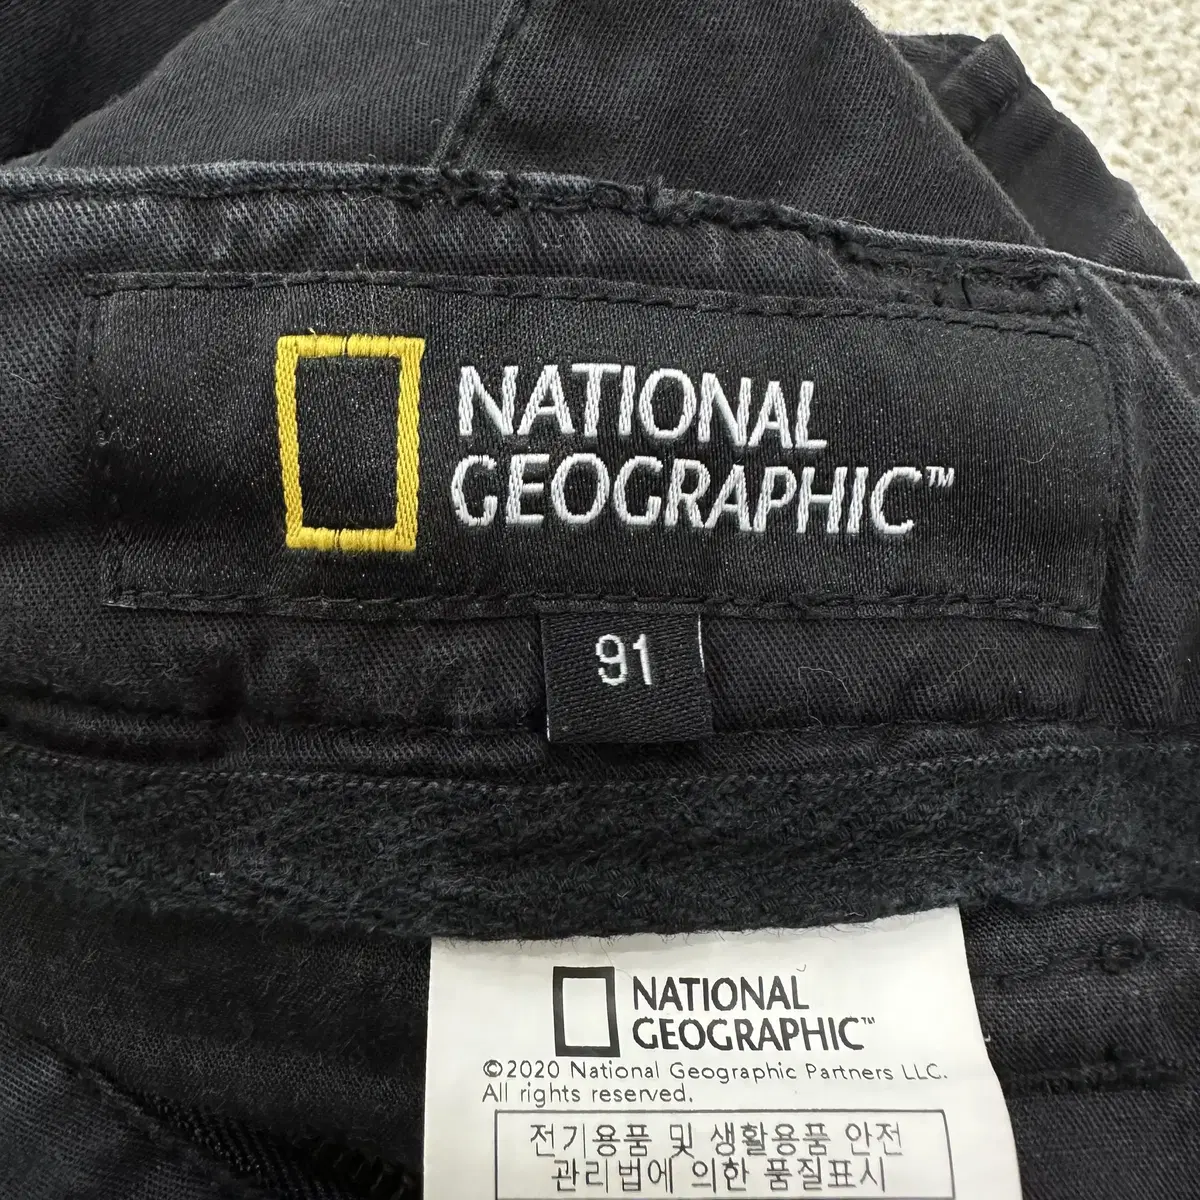 NATIONAL
GEOGRAPHIC™
91
NATIONAL
GEOGRAPHIC™
©2020 National Geographic Partners LLC.
All rights reserved.
전기용품 및 생활용품 안전
관리법에 의한 품질표시